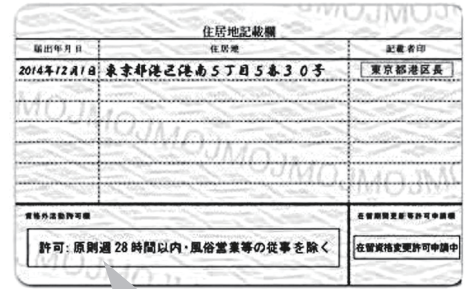 住居地記載欄
届出年月日 住居地 記載者印
2014年12月1日 東京都港区港南5丁目5番30号 東京都港区長
資格外活動許可欄 在留期間更新等許可申請欄
許可:原則週28時間以内・風俗営業等の従事を除く 在留資格変更許可申請中
MOJMOJMOJMOJMOJMOJ